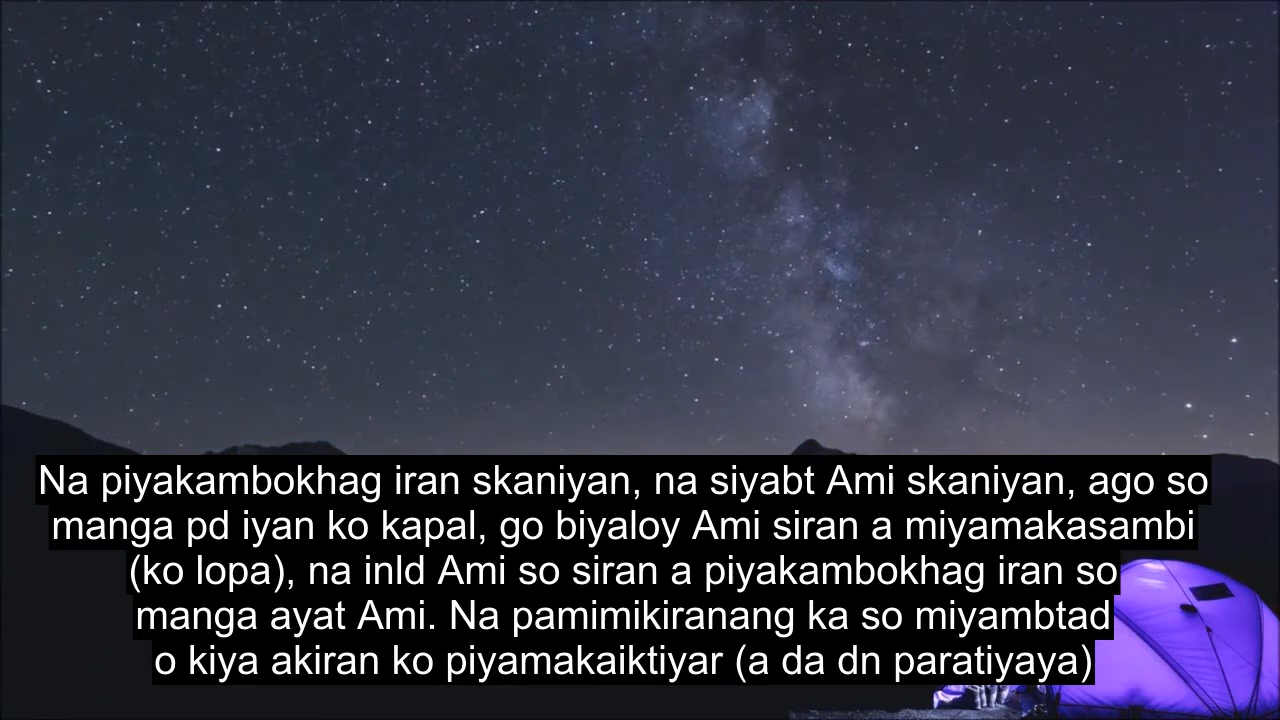 Na piyakambokhag iran skaniyan, na siyabt Ami skaniyan, ago so
manga pd iyan ko kapal, go biyaloy Ami siran a miyamakasambi
(ko lopa), na inld Ami so siran a piyakambokhag iran so
manga ayat Ami. Na pamimikiranang ka so miyambtad
o kiya akiran ko piyamakaiktiyar (a da dn paratiyaya)